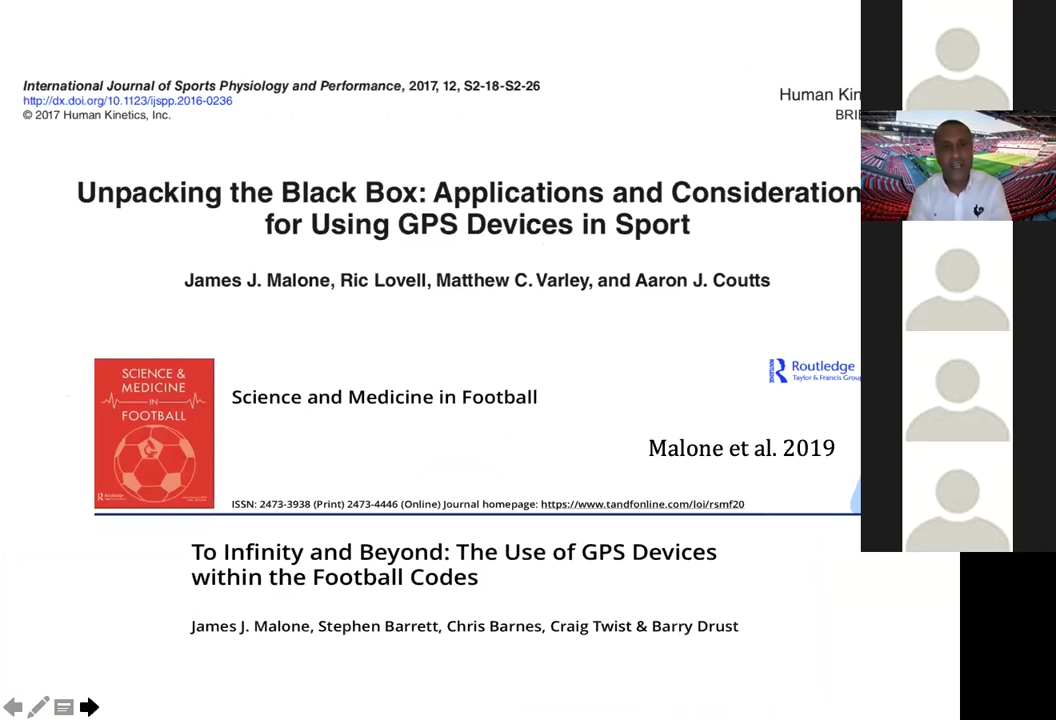 International Journal of Sports Physiology and Performance, 2017, 12, S2-18-S2-26
http://dx.doi.org/10.1123/ijspp.2016-0236
© 2017 Human Kinetics, Inc.
Human Kin
BRIE
Unpacking the Black Box: Applications and Consideration
for Using GPS Devices in Sport
James J. Malone, Ric Lovell, Matthew C. Varley, and Aaron J. Coutts
SCIENCE &
MEDICINE
IN
FOOTBALL
Science and Medicine in Football
Routledge
Taylor & Francis Group
Malone et al. 2019
ISSN: 2473-3938 (Print) 2473-4446 (Online) Journal homepage: https://www.tandfonline.com/loi/rsmf20
To Infinity and Beyond: The Use of GPS Devices
within the Football Codes
James J. Malone, Stephen Barrett, Chris Barnes, Craig Twist & Barry Drust